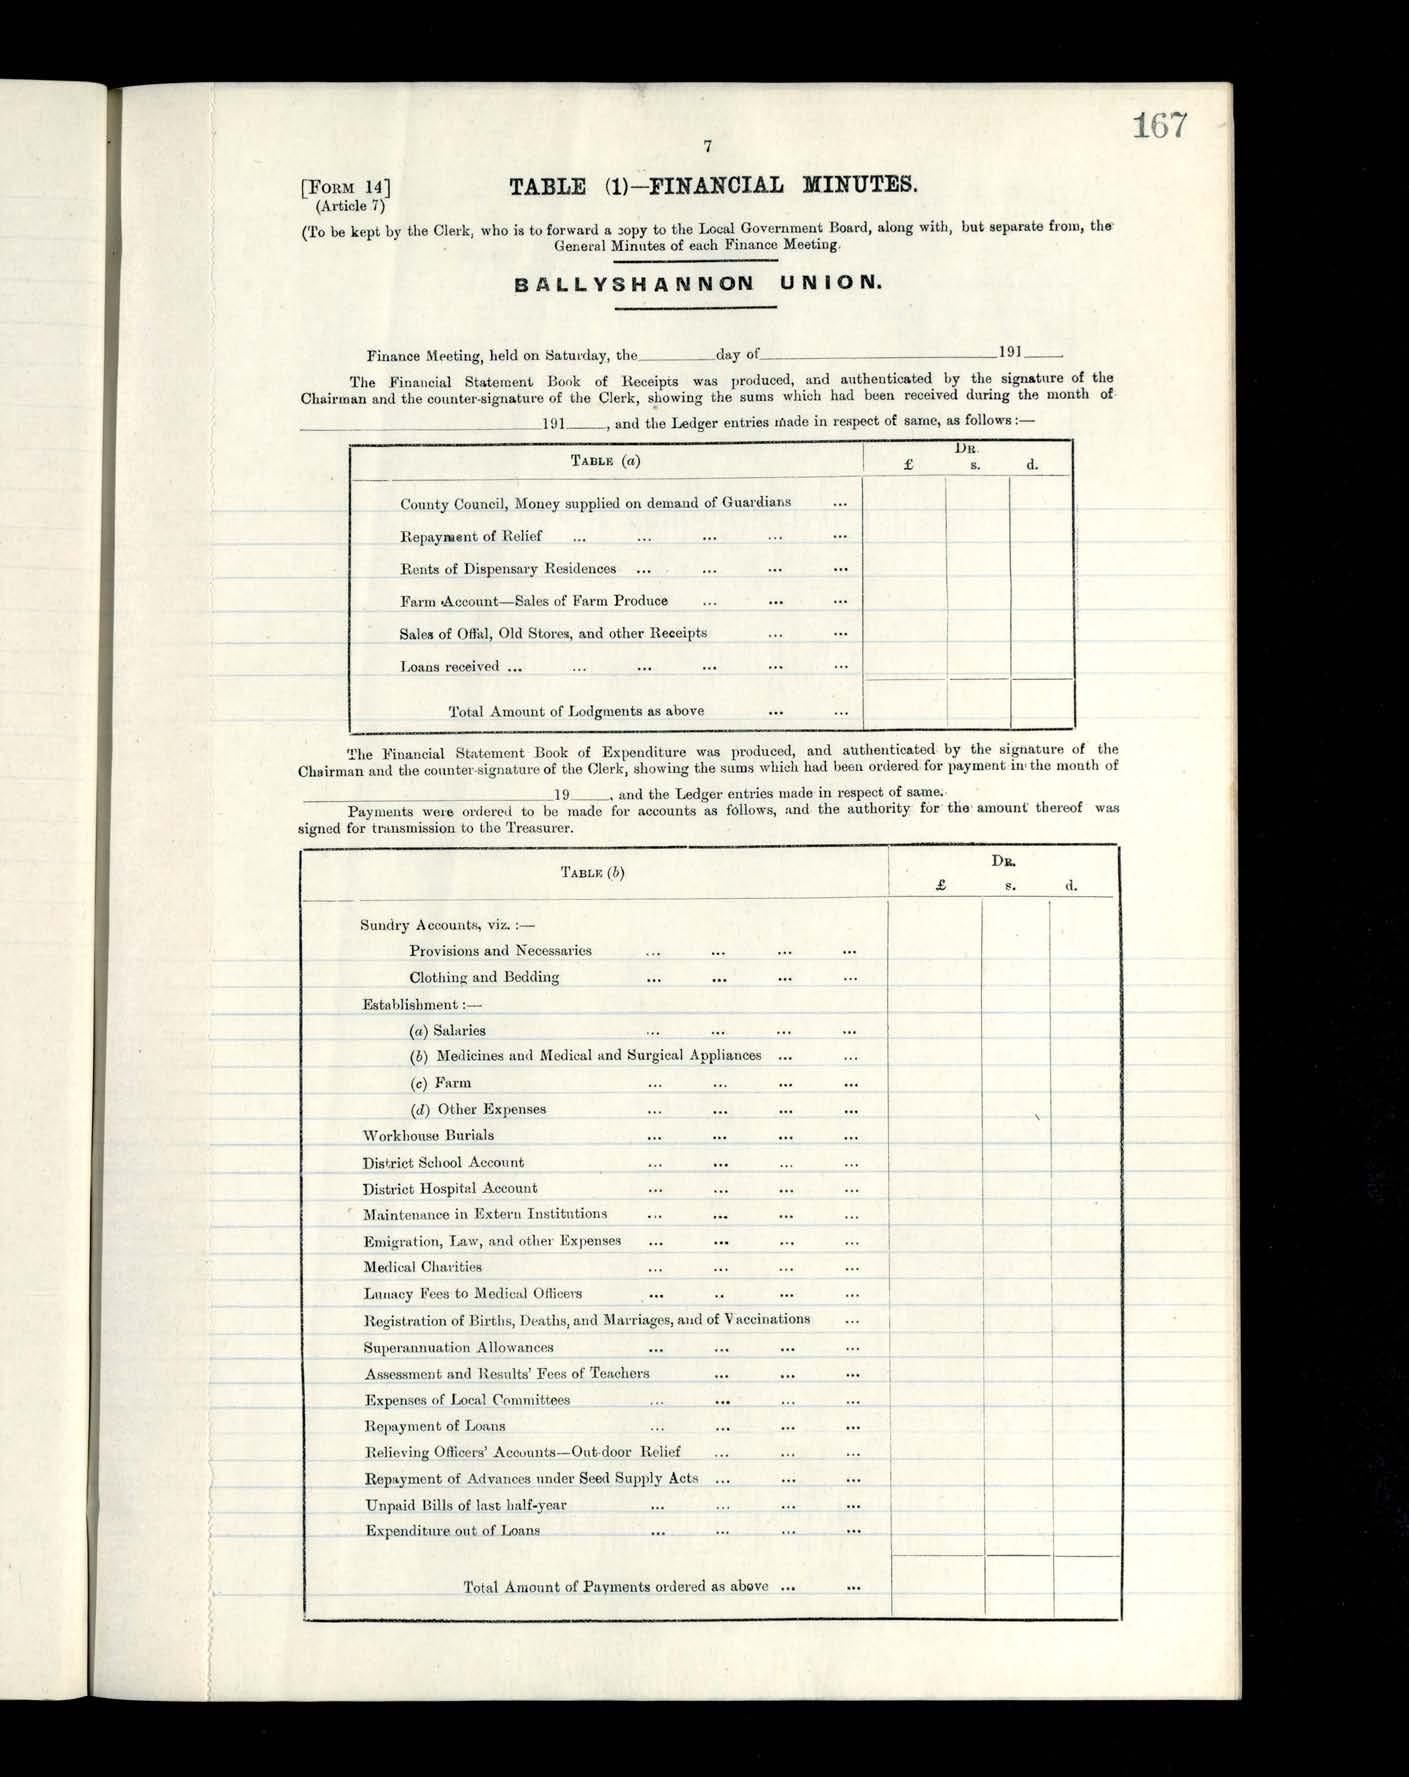 167
7
[FORM 14]
(Article 7)
TABLE (1)—FINANCIAL MINUTES.
(To be kept by the Clerk, who is to forward a copy to the Local Government Board, along with, but separate from, the
General Minutes of each Finance Meeting.
BALLYSHANNON UNION.
Finance Meeting, held on Saturday, the__________day of______________________________191_____
The Financial Statement Book of Receipts was produced, and authenticated by the signature of the
Chairman and the counter-signature of the Clerk, showing the sums which had been received during the month of
______________________________191_____, and the Ledger entries made in respect of same, as follows :—
TABLE (a)
DR.
£ s. d.
County Council, Money supplied on demand of Guardians ...
Repayment of Relief ... ... ... ... ...
Rents of Dispensary Residences ... ... ... ...
Farm Account—Sales of Farm Produce ... ... ...
Sales of Offal, Old Stores, and other Receipts ... ...
Loans received ... ... ... ... ... ...
Total Amount of Lodgments as above ... ...
The Financial Statement Book of Expenditure was produced, and authenticated by the signature of the
Chairman and the counter-signature of the Clerk, showing the sums which had been ordered for payment in the month of
______________________________19_____, and the Ledger entries made in respect of same.
Payments were ordered to be made for accounts as follows, and the authority for the amount thereof was
signed for transmission to the Treasurer.
TABLE (b)
DR.
£ s. d.
Sundry Accounts, viz. :—
Provisions and Necessaries ... ... ... ...
Clothing and Bedding ... ... ... ...
Establishment :—
(a) Salaries ... ... ... ...
(b) Medicines and Medical and Surgical Appliances ... ...
(c) Farm ... ... ... ...
(d) Other Expenses ... ... ... ...
Workhouse Burials ... ... ... ...
District School Account ... ... ... ...
District Hospital Account ... ... ... ...
Maintenance in Extern Institutions ... ... ... ...
Emigration, Law, and other Expenses ... ... ... ...
Medical Charities ... ... ... ...
Lunacy Fees to Medical Officers ... .. ... ...
Registration of Births, Deaths, and Marriages, and of Vaccinations ...
Superannuation Allowances ... ... ... ...
Assessment and Results' Fees of Teachers ... ... ...
Expenses of Local Committees ... ... ... ...
Repayment of Loans ... ... ... ...
Relieving Officers' Accounts—Out-door Relief ... ... ...
Repayment of Advances under Seed Supply Acts ... ... ...
Unpaid Bills of last half-year ... ... ... ...
Expenditure out of Loans ... ... ... ...
Total Amount of Payments ordered as above ... ...